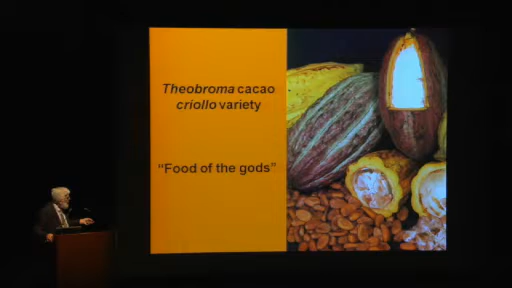 Theobroma cacao
criollo variety
“Food of the gods”